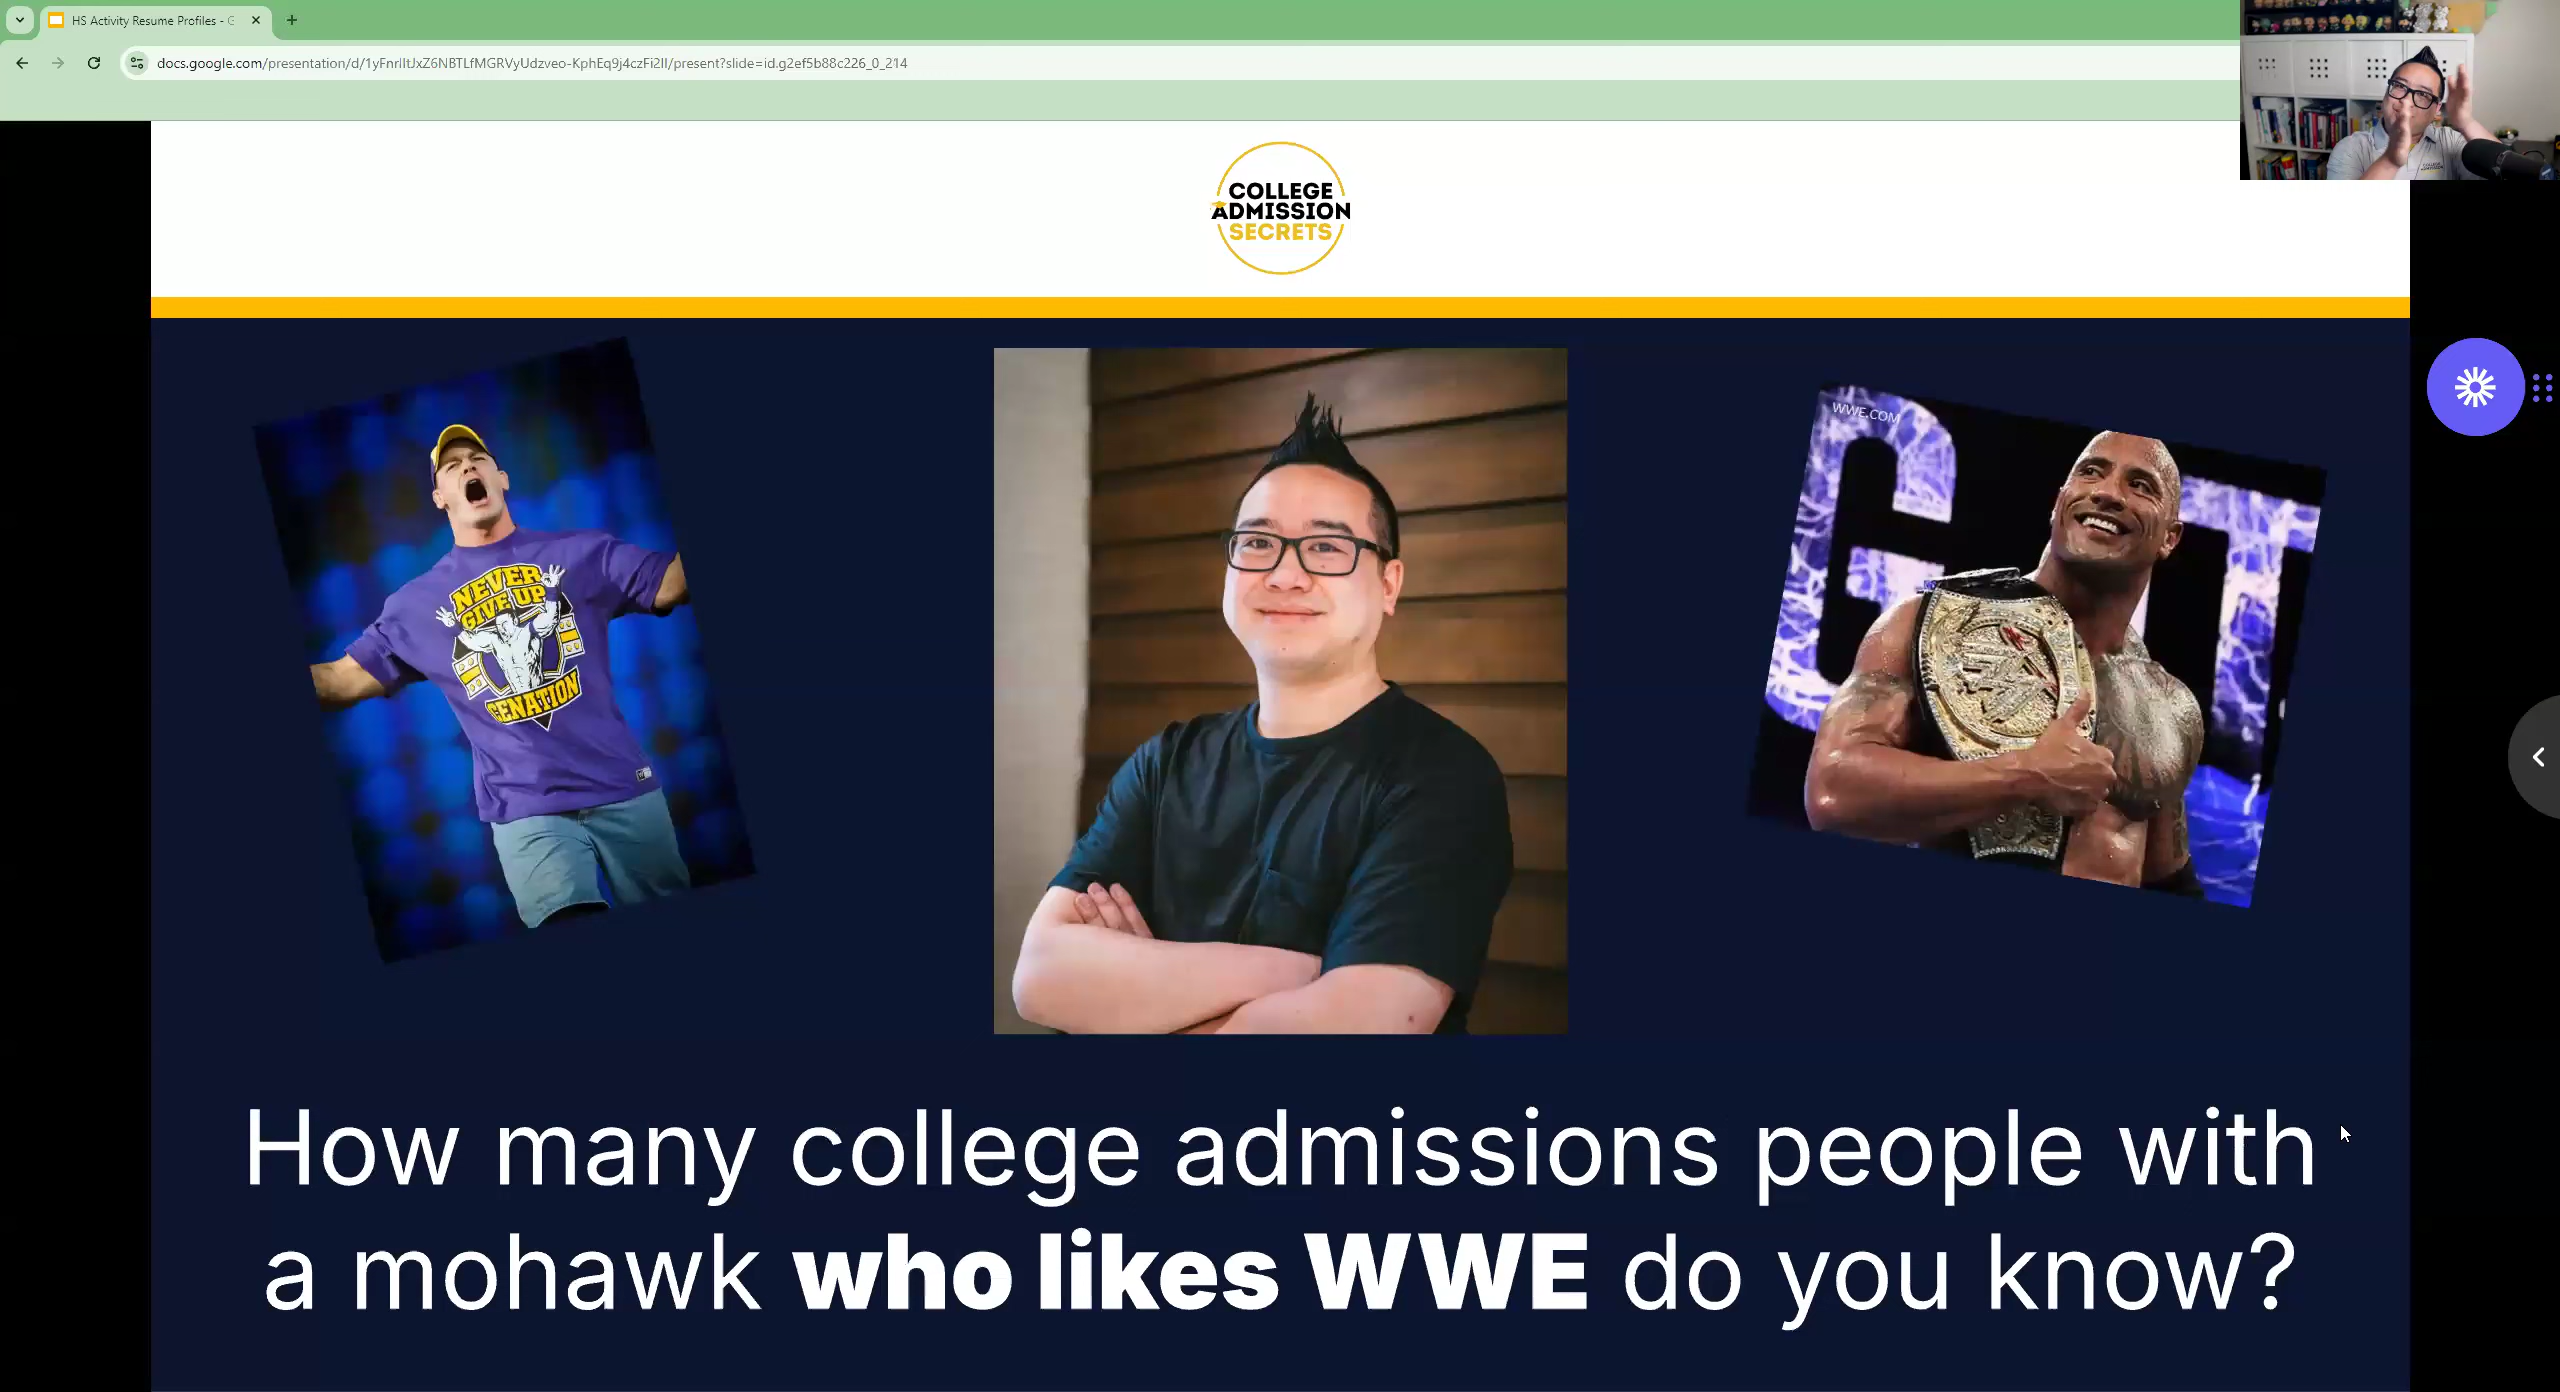 HS Activity Resume Profiles - G
docs.google.com/presentation/d/1yFnrlItJxZ6NBTLfMGRVyUdzveo-KphEq9j4czFi2lI/present?slide=id.g2ef5b88c226_0_214
COLLEGE
ADMISSION
SECRETS
NEVER
GIVE UP
CENATION
WWE.COM
How many college admissions people with
a mohawk who likes WWE do you know?